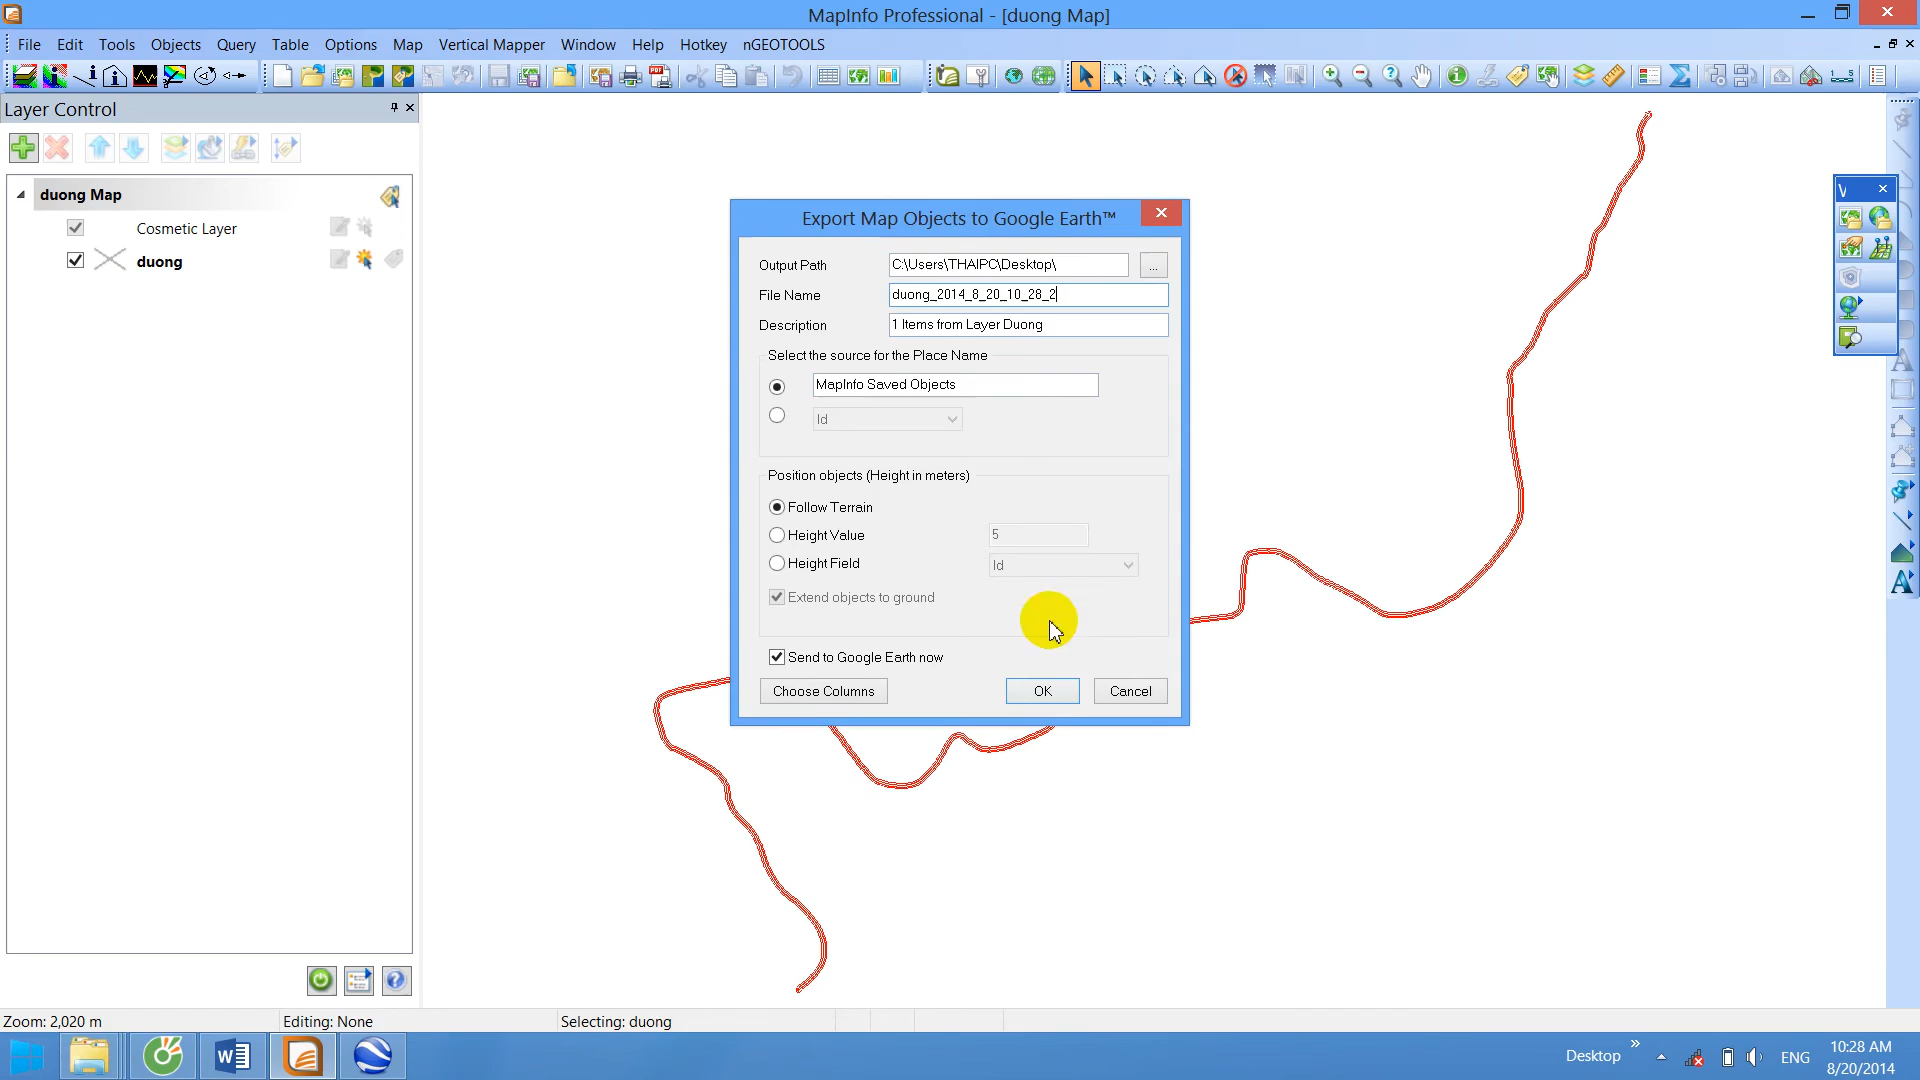 MapInfo Professional - [duong Map]
File Edit Tools Objects Query Table Options Map Vertical Mapper Window Help Hotkey nGEOTOOLS
Layer Control
duong Map
Cosmetic Layer
duong
Export Map Objects to Google Earth™
Output Path C:\Users\THAIPC\Desktop\ ...
File Name duong_2014_8_20_10_28_2
Description 1 Items from Layer Duong
Select the source for the Place Name
MapInfo Saved Objects
Id
Position objects (Height in meters)
Follow Terrain
Height Value 5
Height Field Id
Extend objects to ground
Send to Google Earth now
Choose Columns OK Cancel
Zoom: 2,020 m Editing: None Selecting: duong
Desktop » ENG 10:28 AM
8/20/2014